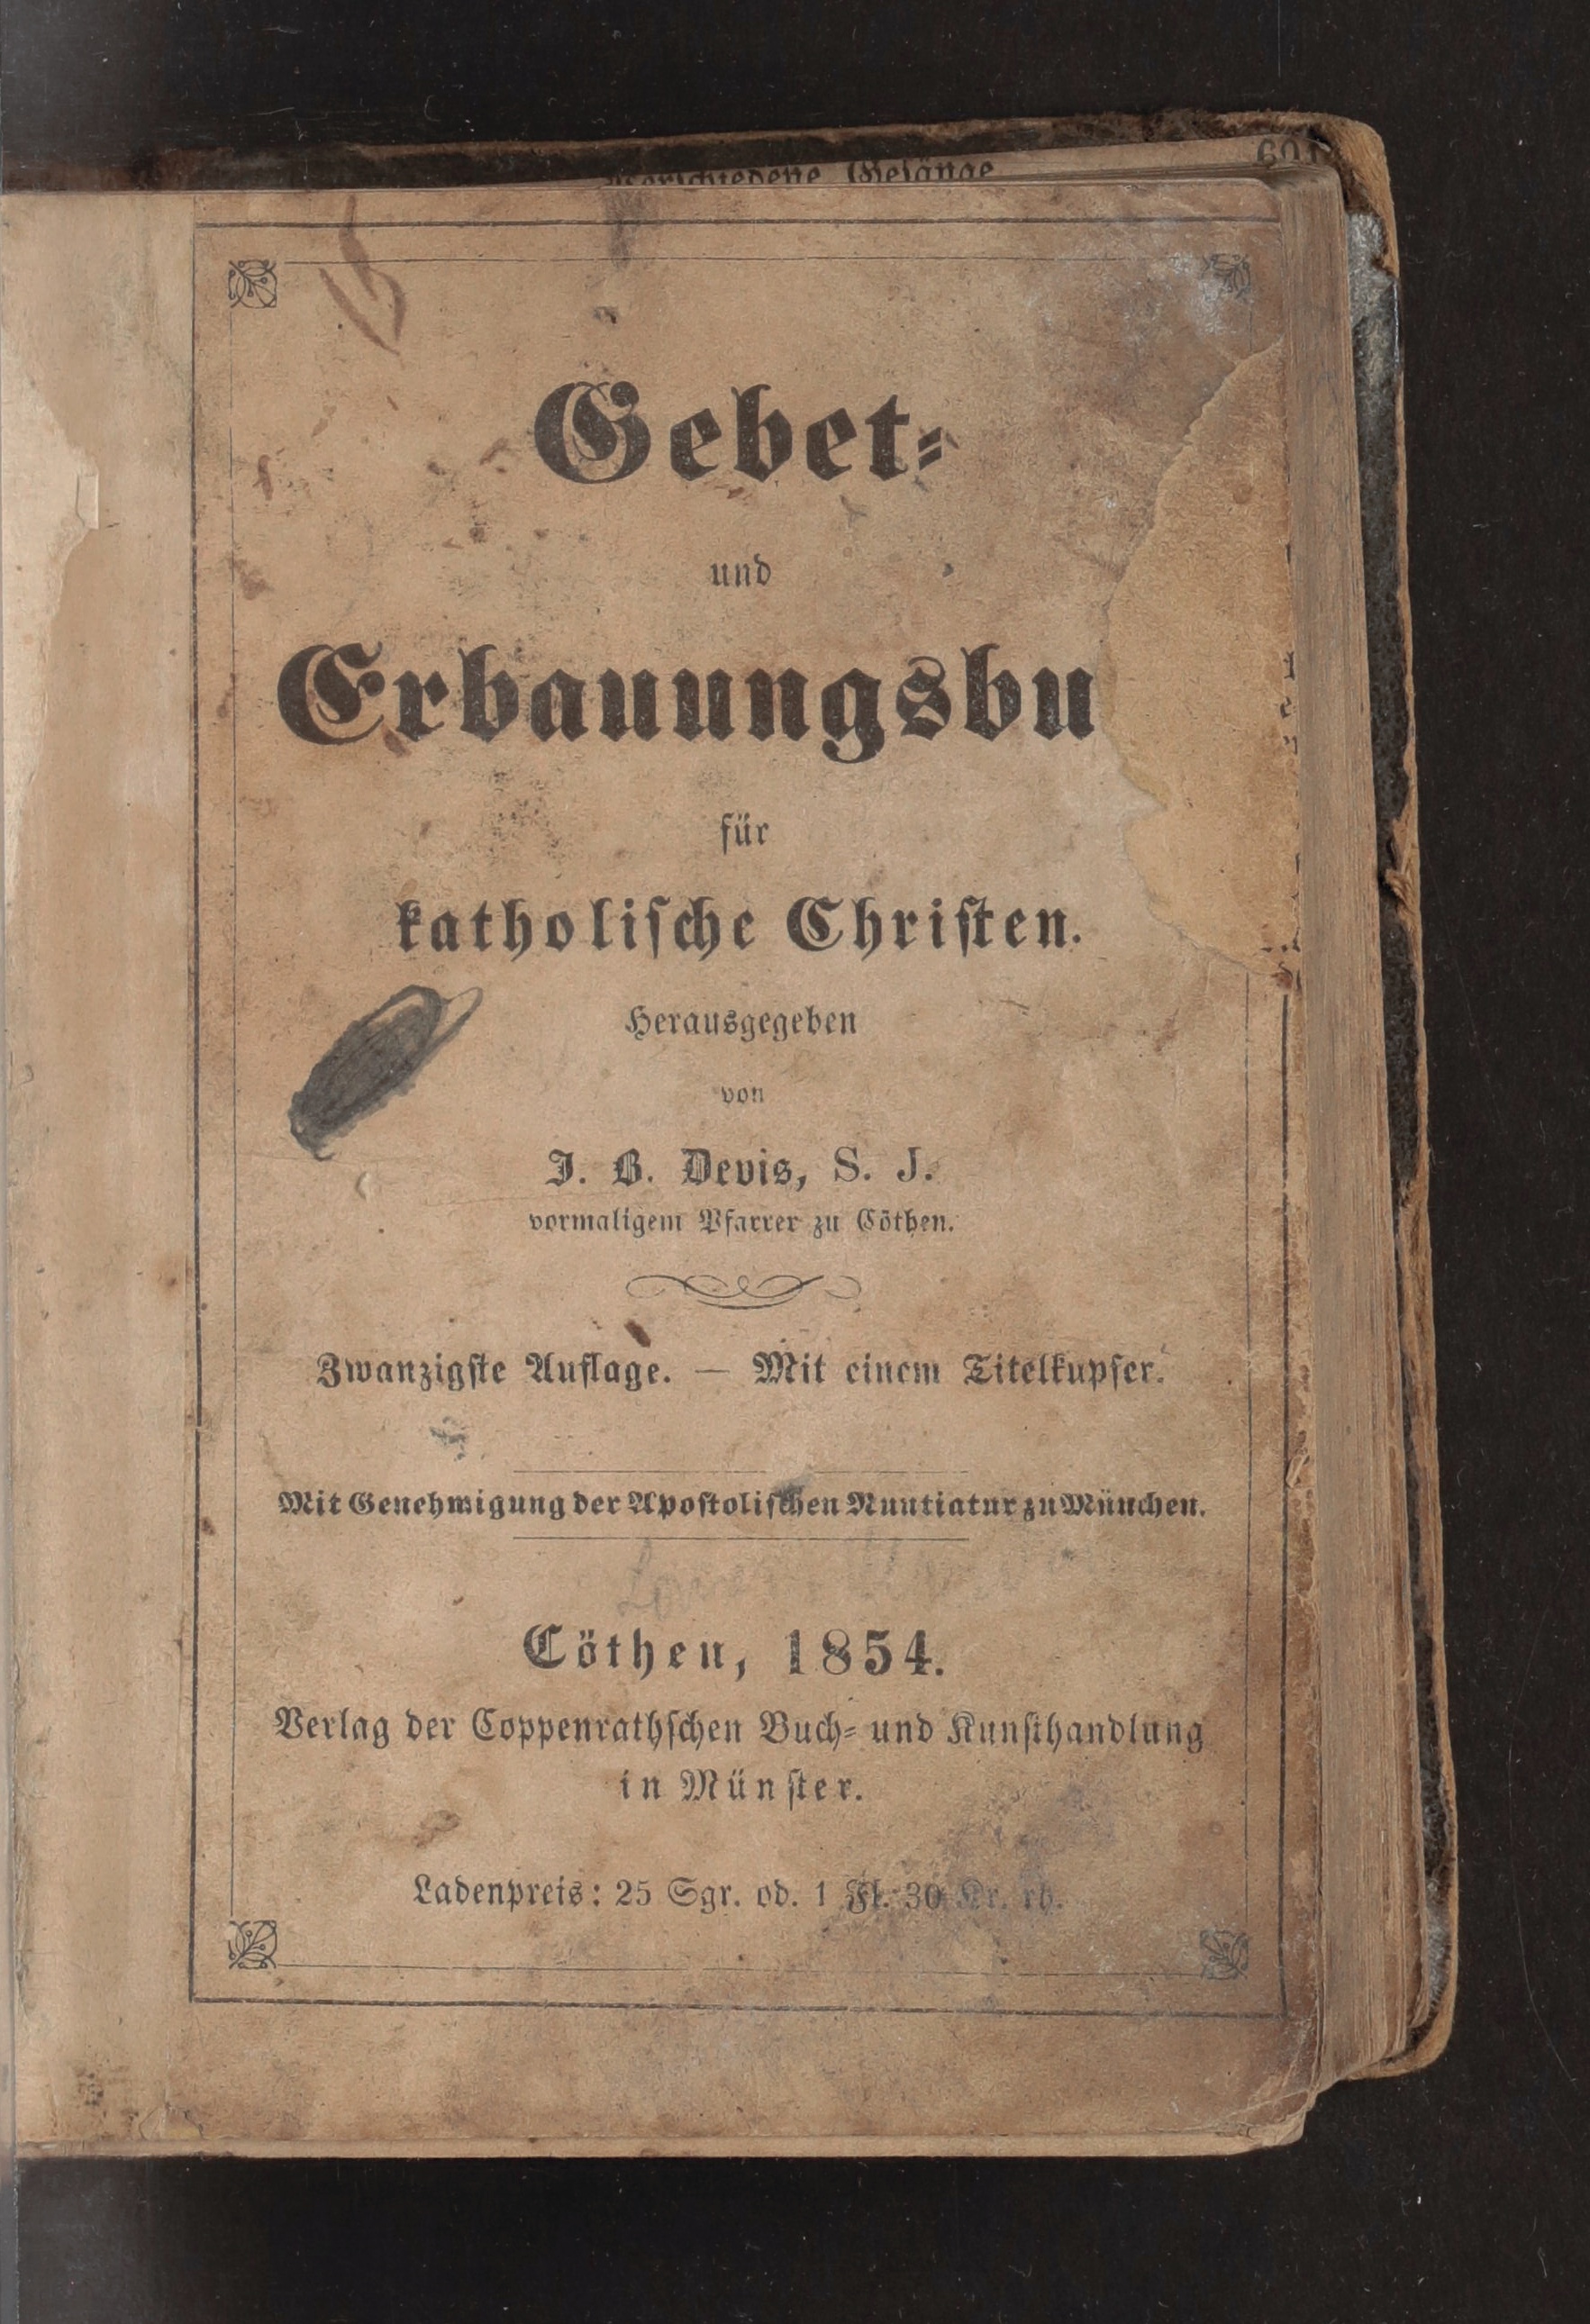 Verschiedene Gesänge
Gebet-
und
Erbauungsbu
für
katholische Christen.
Herausgegeben
von
J. B. Devis, S. J.
vormaligem Pfarrer zu Cöthen.
Zwanzigste Auflage. — Mit einem Titelkupfer.
Mit Genehmigung der Apostolischen Nuntiatur zu München.
Cöthen, 1854.
Verlag der Coppenrathschen Buch- und Kunsthandlung
in Münster.
Ladenpreis: 25 Sgr. od. 1 Fl. 30 Kr. rh.